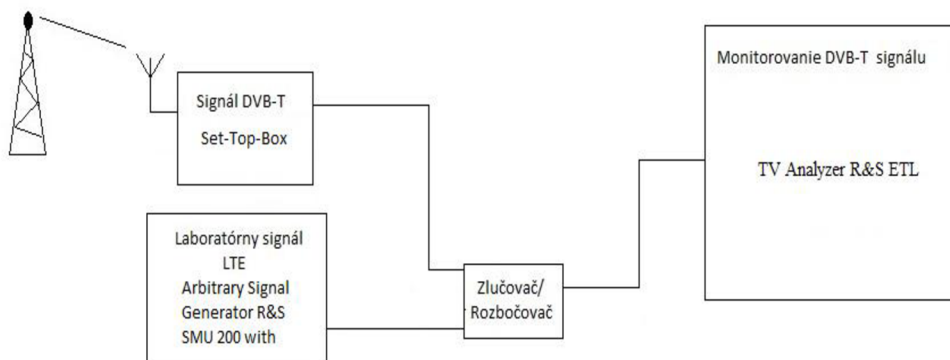 Signál DVB-T
Set-Top-Box
Laboratórny signál
LTE
Arbitrary Signal
Generator R&S
SMU 200 with
Zlučovač/
Rozbočovač
Monitorovanie DVB-T signálu
TV Analyzer R&S ETL